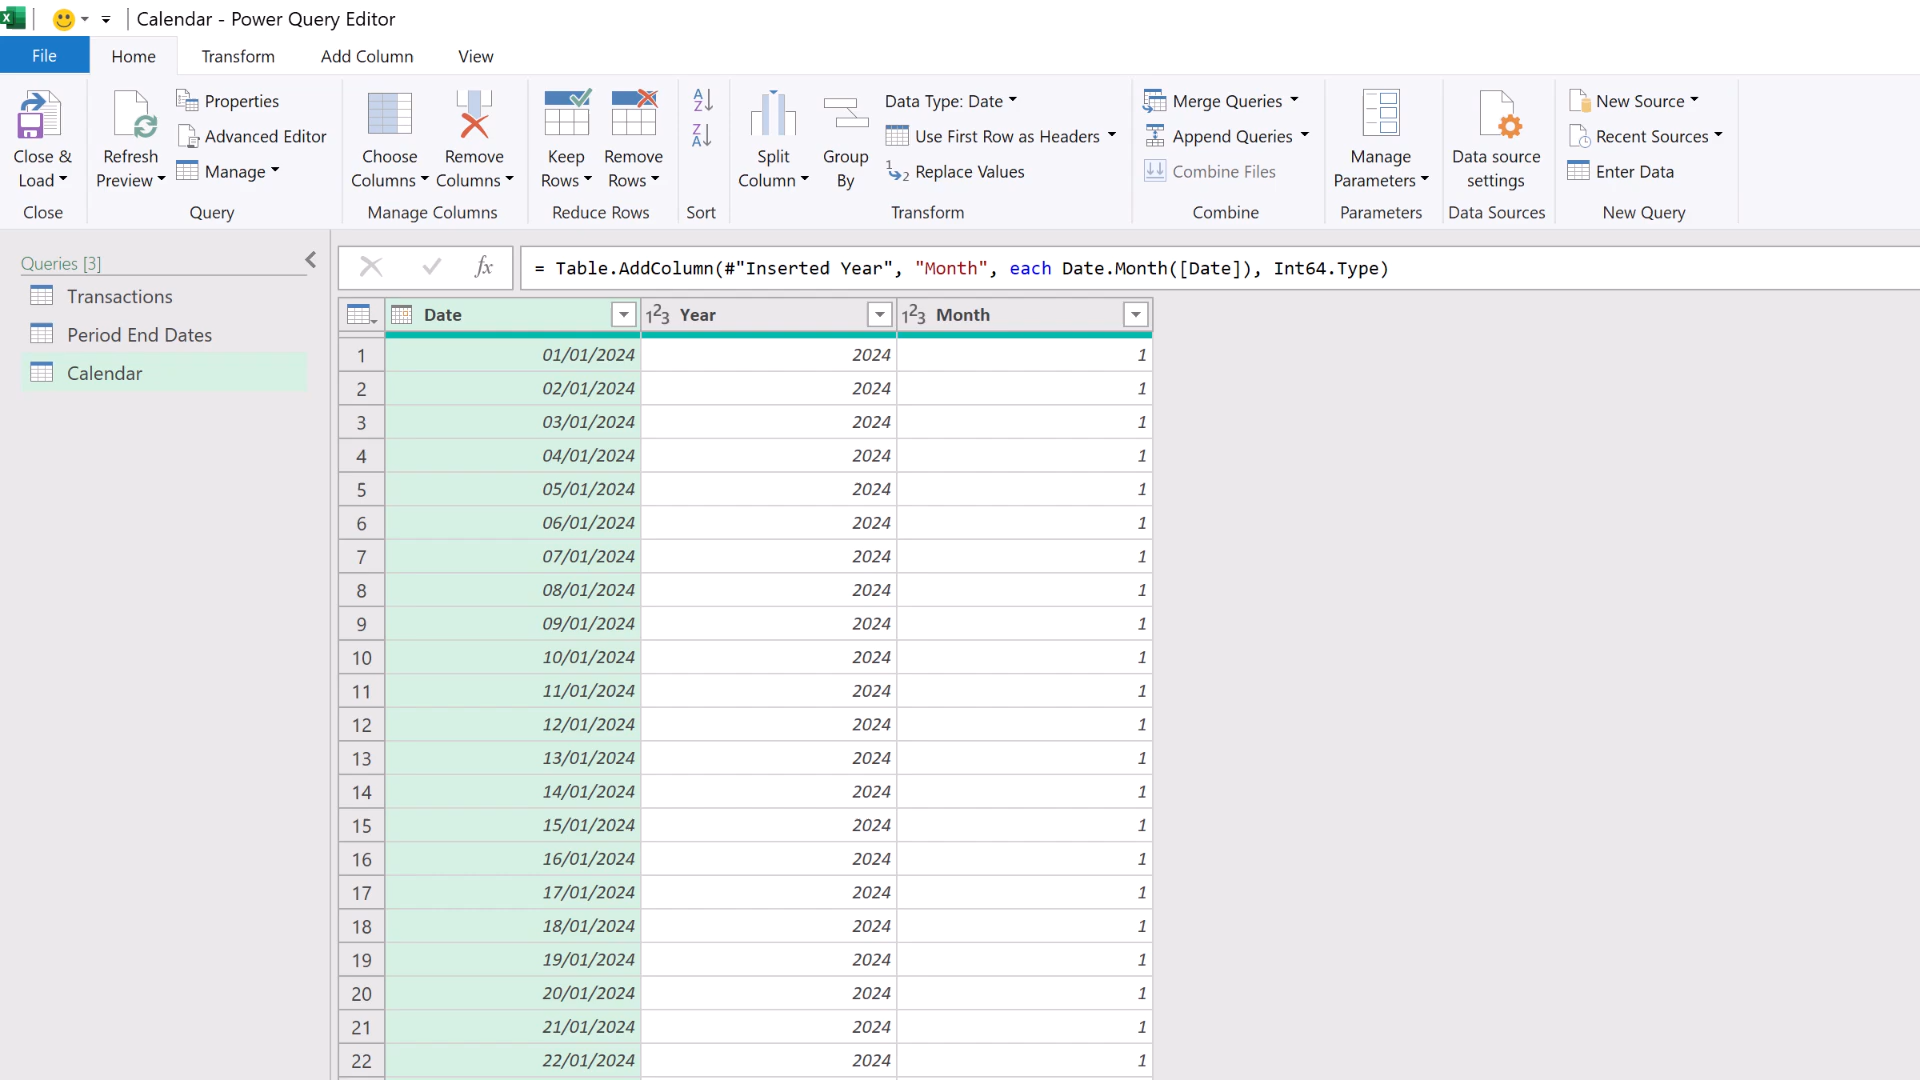 Calendar - Power Query Editor
File Home Transform Add Column View
Close & Load
Close
Refresh Preview
Properties
Advanced Editor
Manage
Query
Choose Columns
Remove Columns
Manage Columns
Keep Rows
Remove Rows
Reduce Rows
Sort
Split Column
Group By
Data Type: Date
Use First Row as Headers
Replace Values
Transform
Merge Queries
Append Queries
Combine Files
Combine
Manage Parameters
Parameters
Data source settings
Data Sources
New Source
Recent Sources
Enter Data
New Query
Queries [3]
Transactions
Period End Dates
Calendar
fx = Table.AddColumn(#"Inserted Year", "Month", each Date.Month([Date]), Int64.Type)
Date 123 Year 123 Month
1 01/01/2024 2024 1
2 02/01/2024 2024 1
3 03/01/2024 2024 1
4 04/01/2024 2024 1
5 05/01/2024 2024 1
6 06/01/2024 2024 1
7 07/01/2024 2024 1
8 08/01/2024 2024 1
9 09/01/2024 2024 1
10 10/01/2024 2024 1
11 11/01/2024 2024 1
12 12/01/2024 2024 1
13 13/01/2024 2024 1
14 14/01/2024 2024 1
15 15/01/2024 2024 1
16 16/01/2024 2024 1
17 17/01/2024 2024 1
18 18/01/2024 2024 1
19 19/01/2024 2024 1
20 20/01/2024 2024 1
21 21/01/2024 2024 1
22 22/01/2024 2024 1